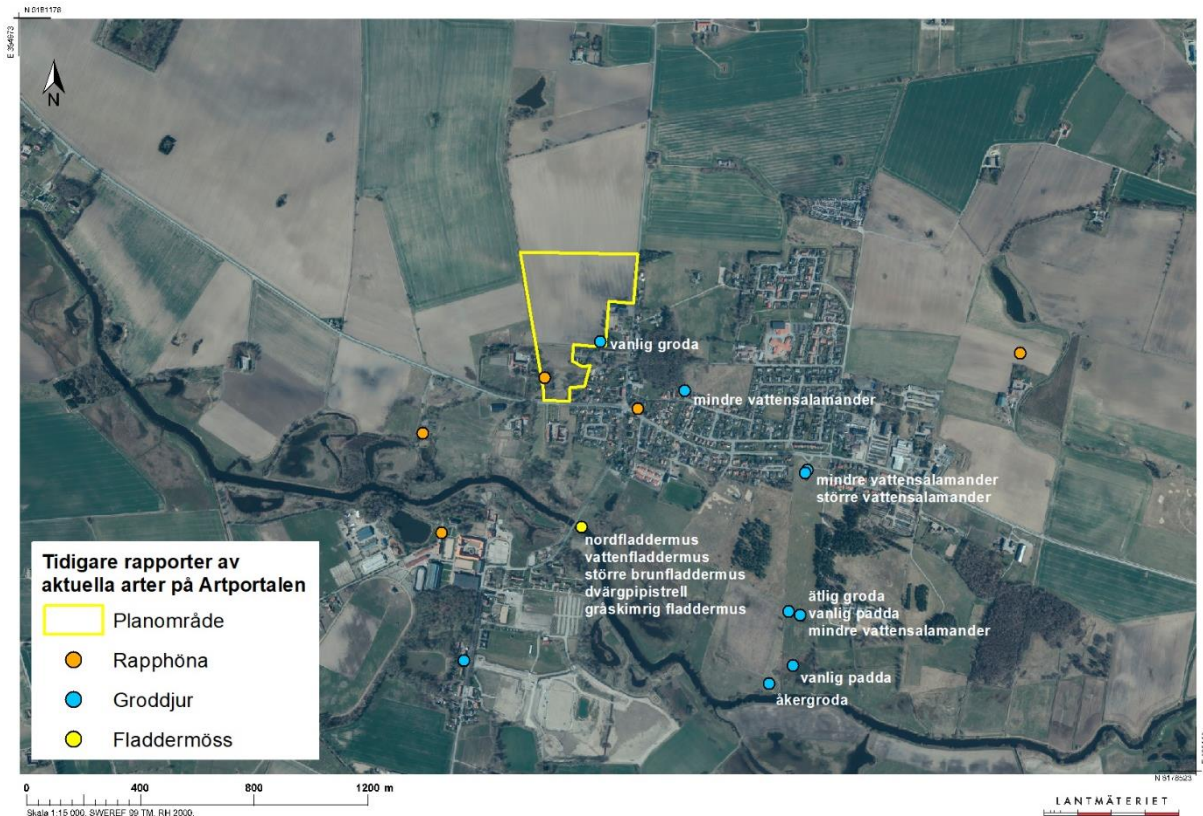 N 6181178
E 394673
N
vanlig groda
mindre vattensalamander
mindre vattensalamander
större vattensalamander
nordfladdermus
vattenfladdermus
större brunfladdermus
dvärgpipistrell
gråskimrig fladdermus
ätlig groda
vanlig padda
mindre vattensalamander
vanlig padda
åkergroda
Tidigare rapporter av
aktuella arter på Artportalen
Planområde
Rapphöna
Groddjur
Fladdermöss
N 6178523
0 400 800 1200 m
Skala 1:15 000, SWEREF 99 TM, RH 2000.
LANTMÄTERIET